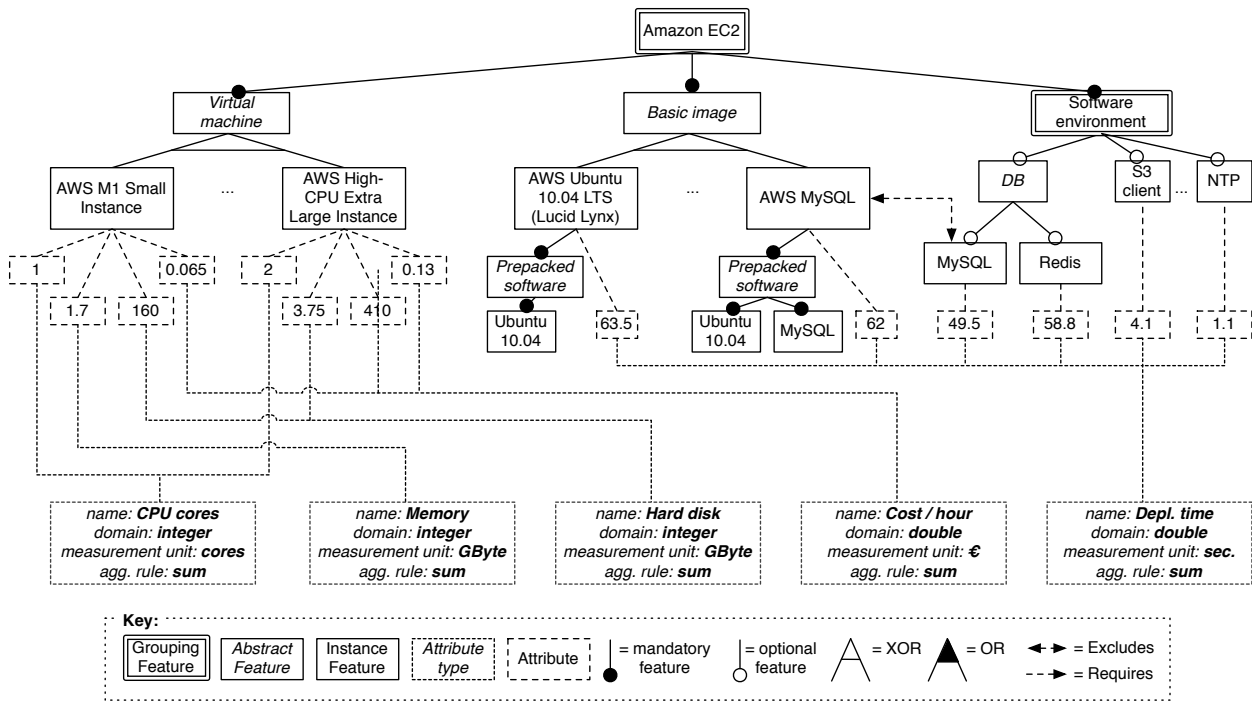 Amazon EC2
Virtual
machine
Basic image
Software
environment
AWS M1 Small
Instance
...
AWS High-
CPU Extra
Large Instance
AWS Ubuntu
10.04 LTS
(Lucid Lynx)
...
AWS MySQL
DB
S3
client
...
NTP
MySQL
Redis
1
1.7
160
0.065
2
3.75
410
0.13
Prepacked
software
Ubuntu
10.04
63.5
Prepacked
software
Ubuntu
10.04
MySQL
62
49.5
58.8
4.1
1.1
name: CPU cores
domain: integer
measurement unit: cores
agg. rule: sum
name: Memory
domain: integer
measurement unit: GByte
agg. rule: sum
name: Hard disk
domain: integer
measurement unit: GByte
agg. rule: sum
name: Cost / hour
domain: double
measurement unit: €
agg. rule: sum
name: Depl. time
domain: double
measurement unit: sec.
agg. rule: sum
Key:
Grouping
Feature
Abstract
Feature
Instance
Feature
Attribute
type
Attribute
= mandatory
feature
= optional
feature
= XOR
= OR
= Excludes
= Requires